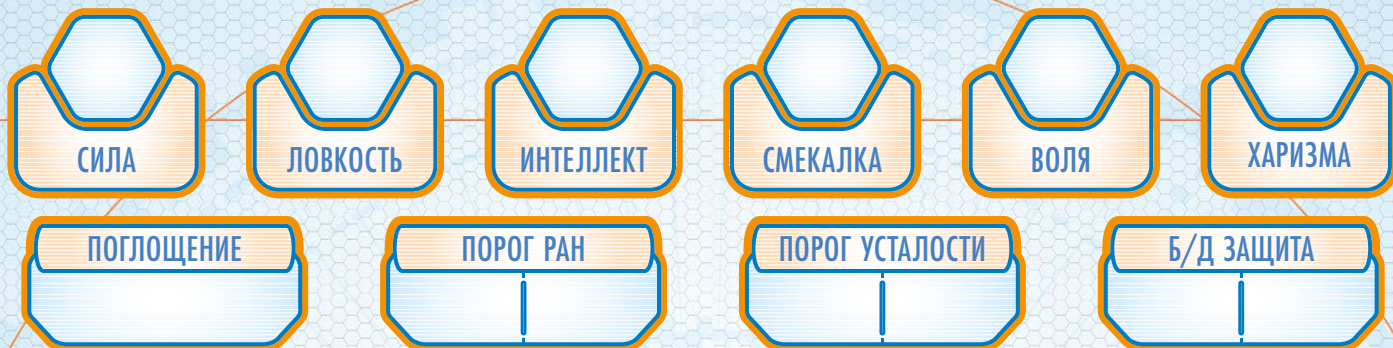 СИЛА
ЛОВКОСТЬ
ИНТЕЛЛЕКТ
СМЕКАЛКА
ВОЛЯ
ХАРИЗМА
ПОГЛОЩЕНИЕ
ПОРОГ РАН
ПОРОГ УСТАЛОСТИ
Б/Д ЗАЩИТА